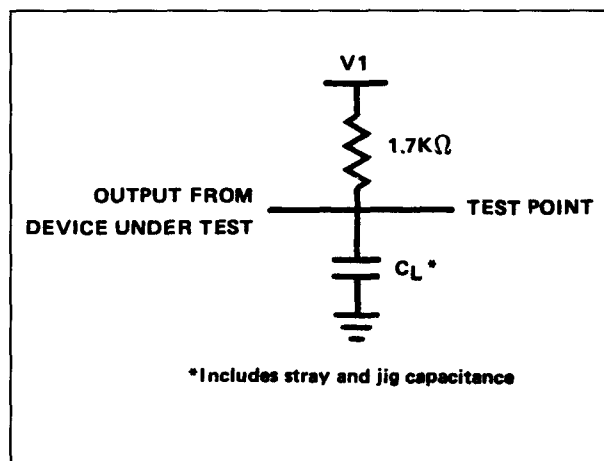 V1
1.7KΩ
OUTPUT FROM
DEVICE UNDER TEST
TEST POINT
CL*
*Includes stray and jig capacitance